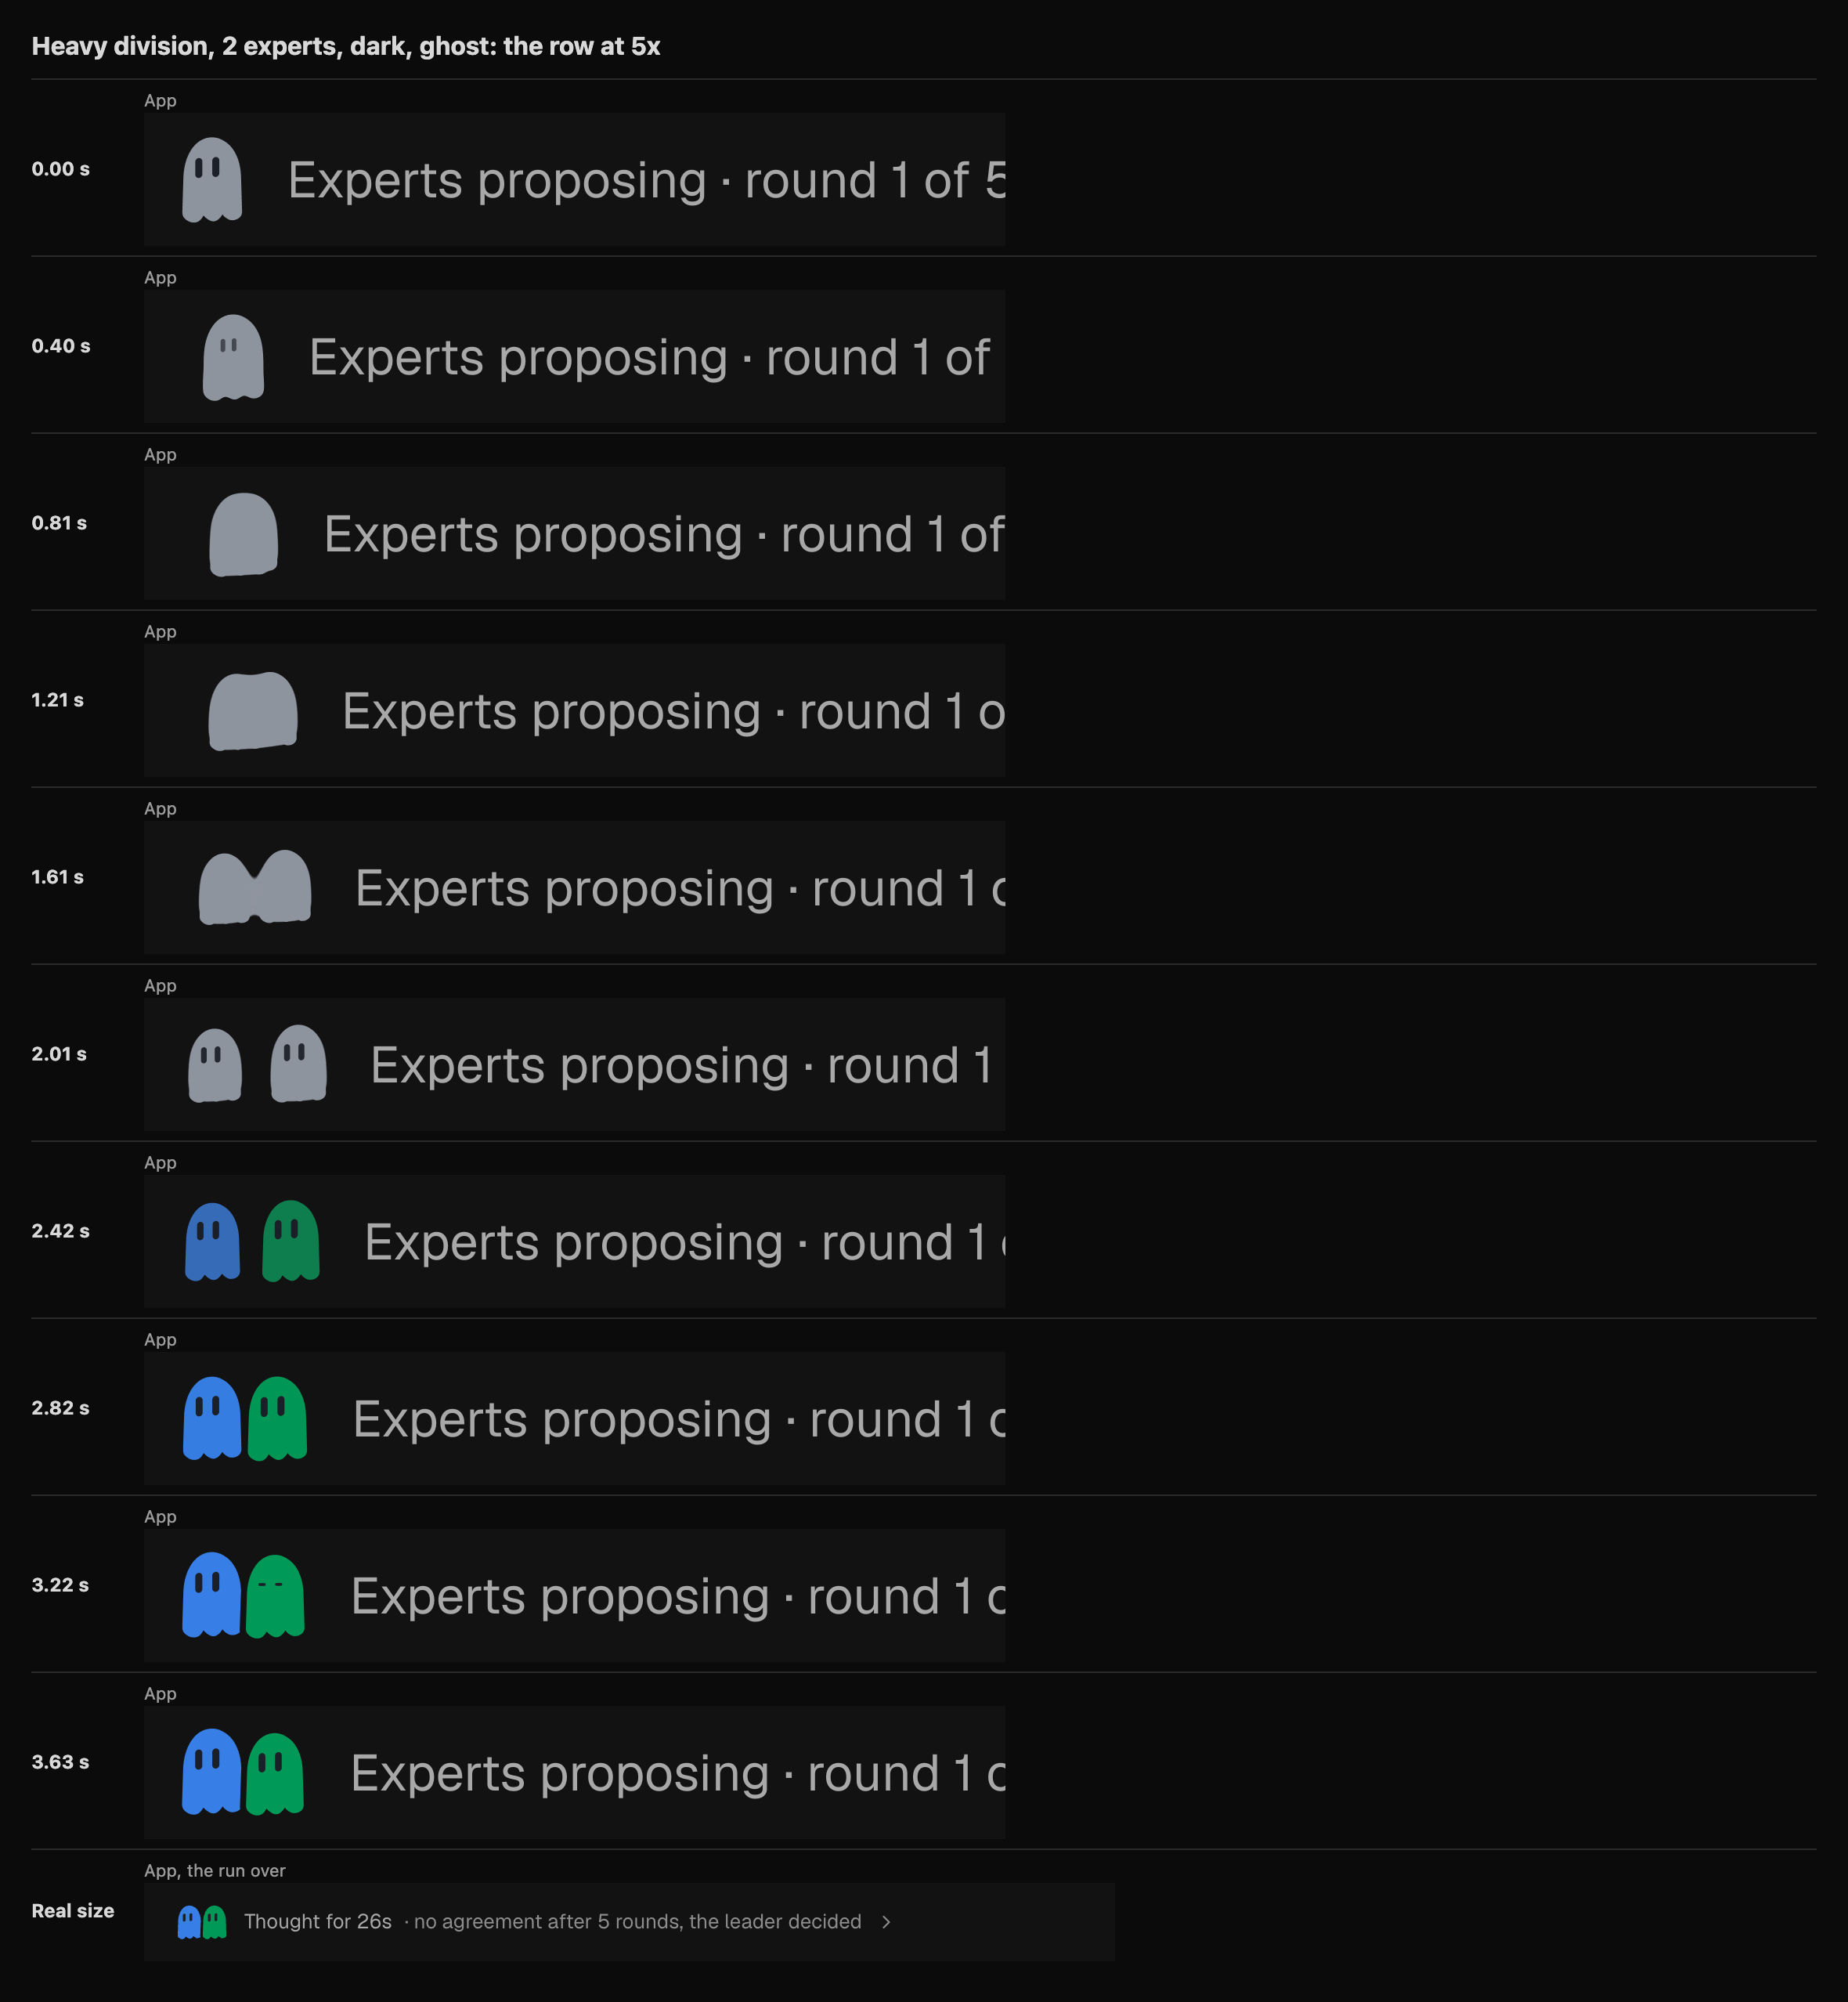 Heavy division, 2 experts, dark, ghost: the row at 5x
App
0.00 s
Experts proposing · round 1 of 5
App
0.40 s
Experts proposing · round 1 of
App
0.81 s
Experts proposing · round 1 of
App
1.21 s
Experts proposing · round 1 o
App
1.61 s
Experts proposing · round 1
App
2.01 s
Experts proposing · round 1
App
2.42 s
Experts proposing · round 1
App
2.82 s
Experts proposing · round 1
App
3.22 s
Experts proposing · round 1
App
3.63 s
Experts proposing · round 1
App, the run over
Real size
Thought for 26s · no agreement after 5 rounds, the leader decided